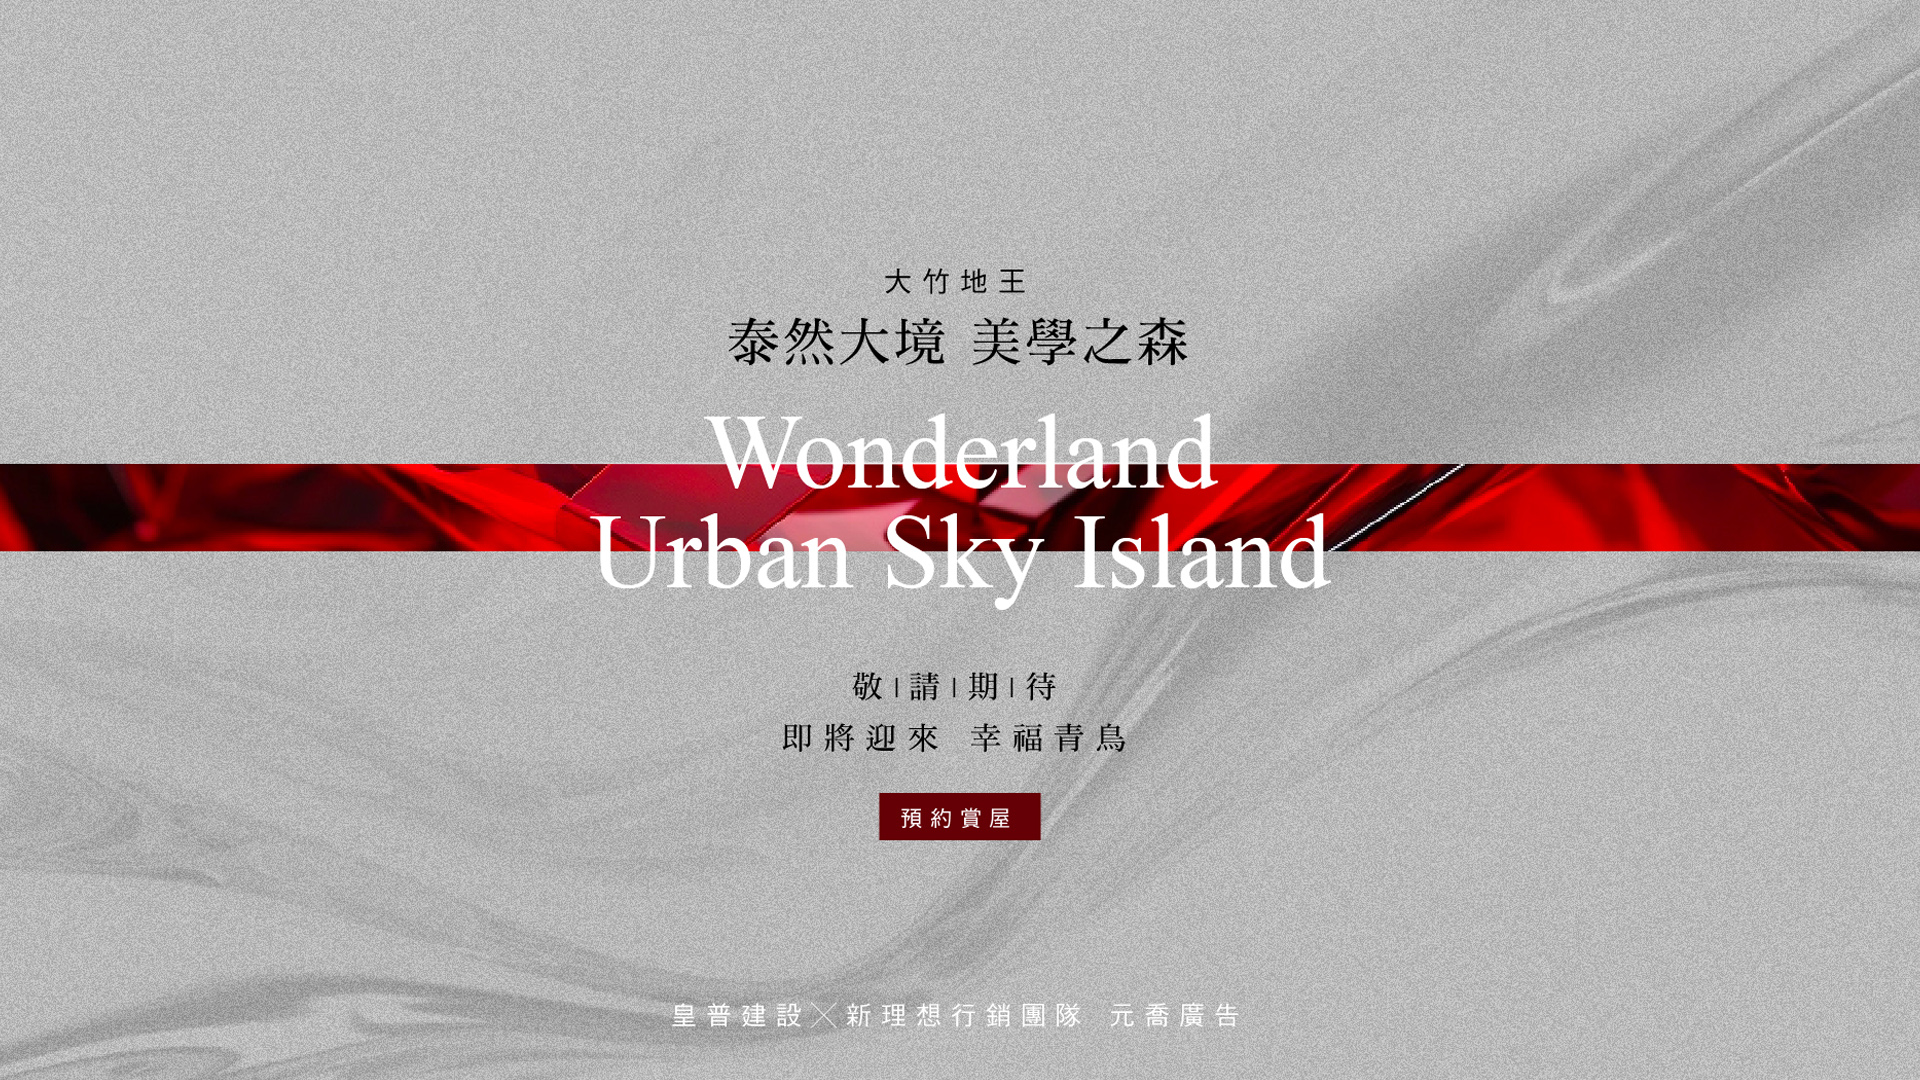 大竹地王
泰然大境 美學之森
Wonderland
Urban Sky Island
敬|請|期|待
即將迎來 幸福青鳥
預約賞屋
皇普建設╳新理想行銷團隊 元喬廣告